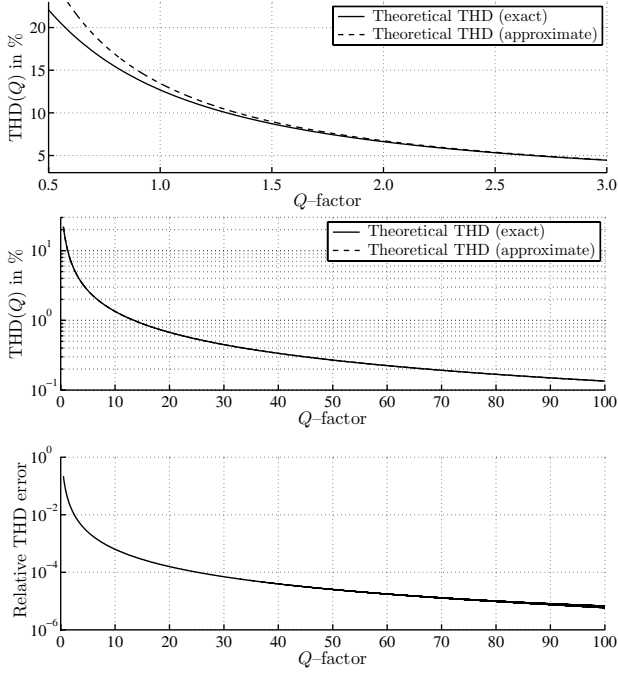 Theoretical THD (exact)
Theoretical THD (approximate)
THD(Q) in %
20
15
10
5
0.5 1.0 1.5 2.0 2.5 3.0
Q–factor
Theoretical THD (exact)
Theoretical THD (approximate)
THD(Q) in %
10^1
10^0
10^−1
0 10 20 30 40 50 60 70 80 90 100
Q–factor
Relative THD error
10^0
10^−2
10^−4
10^−6
0 10 20 30 40 50 60 70 80 90 100
Q–factor